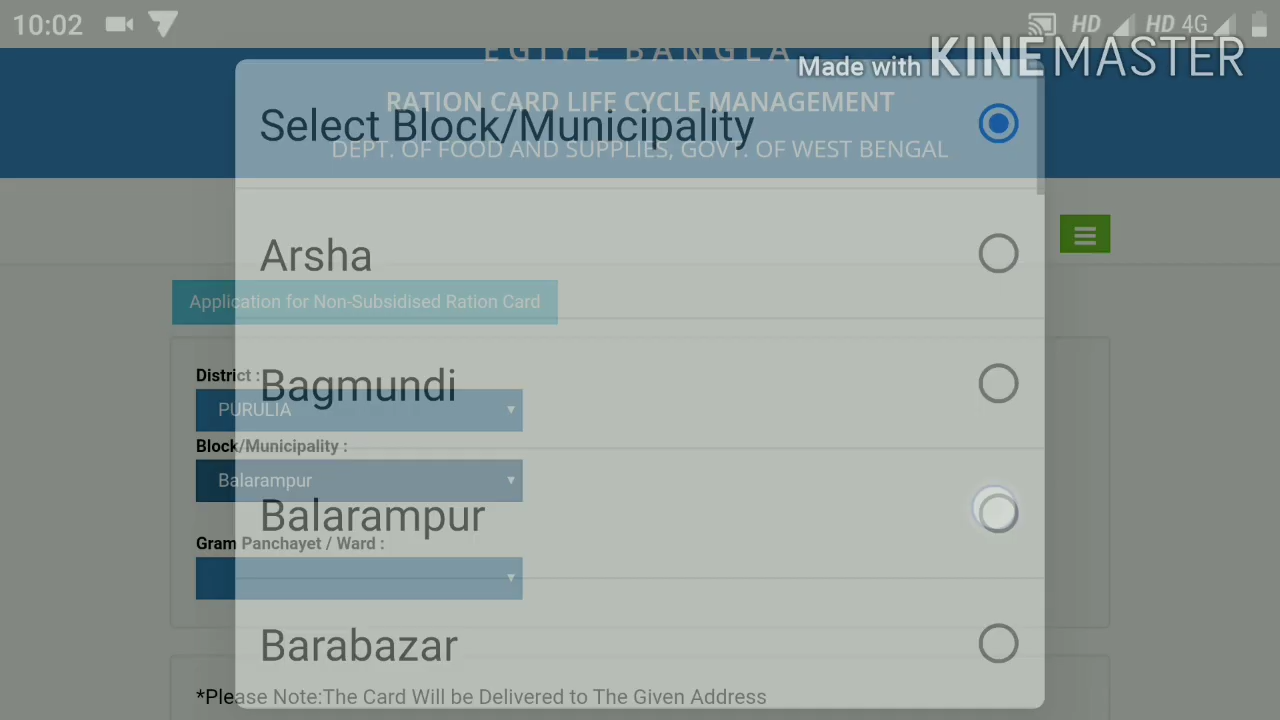 10:02
HD HD 4G
Made with KINEMASTER
EGIYE BANGLA
RATION CARD LIFE CYCLE MANAGEMENT
Select Block/Municipality
DEPT. OF FOOD AND SUPPLIES, GOVT. OF WEST BENGAL
Arsha
Application for Non-Subsidised Ration Card
District :
Bagmundi
PURULIA
Block/Municipality :
Balarampur
Balarampur
Gram Panchayet / Ward :
Barabazar
*Please Note:The Card Will be Delivered to The Given Address